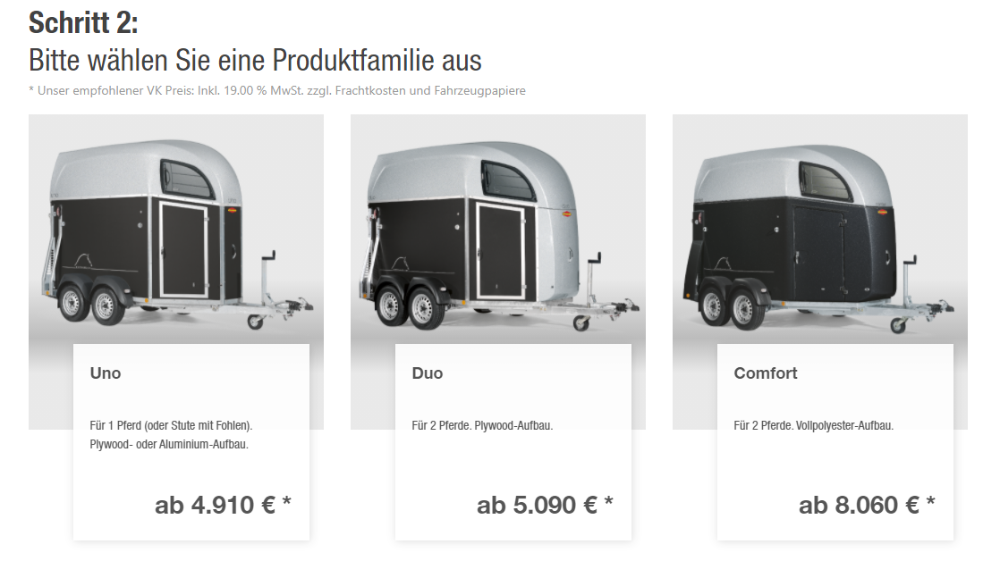 Schritt 2:
Bitte wählen Sie eine Produktfamilie aus
* Unser empfohlener VK Preis: Inkl. 19.00 % MwSt. zzgl. Frachtkosten und Fahrzeugpapiere
Uno
Für 1 Pferd (oder Stute mit Fohlen).
Plywood- oder Aluminium-Aufbau.
ab 4.910 € *
Duo
Für 2 Pferde. Plywood-Aufbau.
ab 5.090 € *
Comfort
Für 2 Pferde. Vollpolyester-Aufbau.
ab 8.060 € *